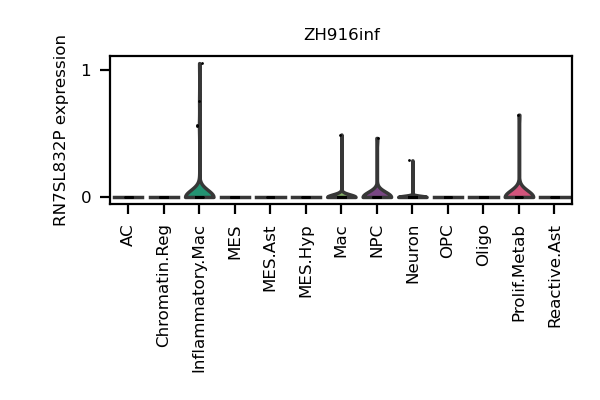 ZH916inf
RN7SL832P expression
1
0
AC
Chromatin.Reg
Inflammatory.Mac
MES
MES.Ast
MES.Hyp
Mac
NPC
Neuron
OPC
Oligo
Prolif.Metab
Reactive.Ast